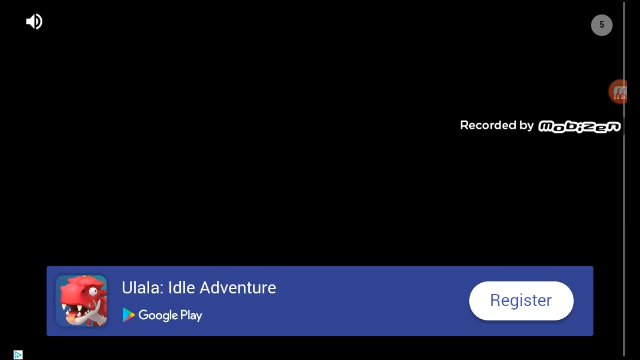 5
Recorded by Mobizen
Ulala: Idle Adventure
Google Play
Register